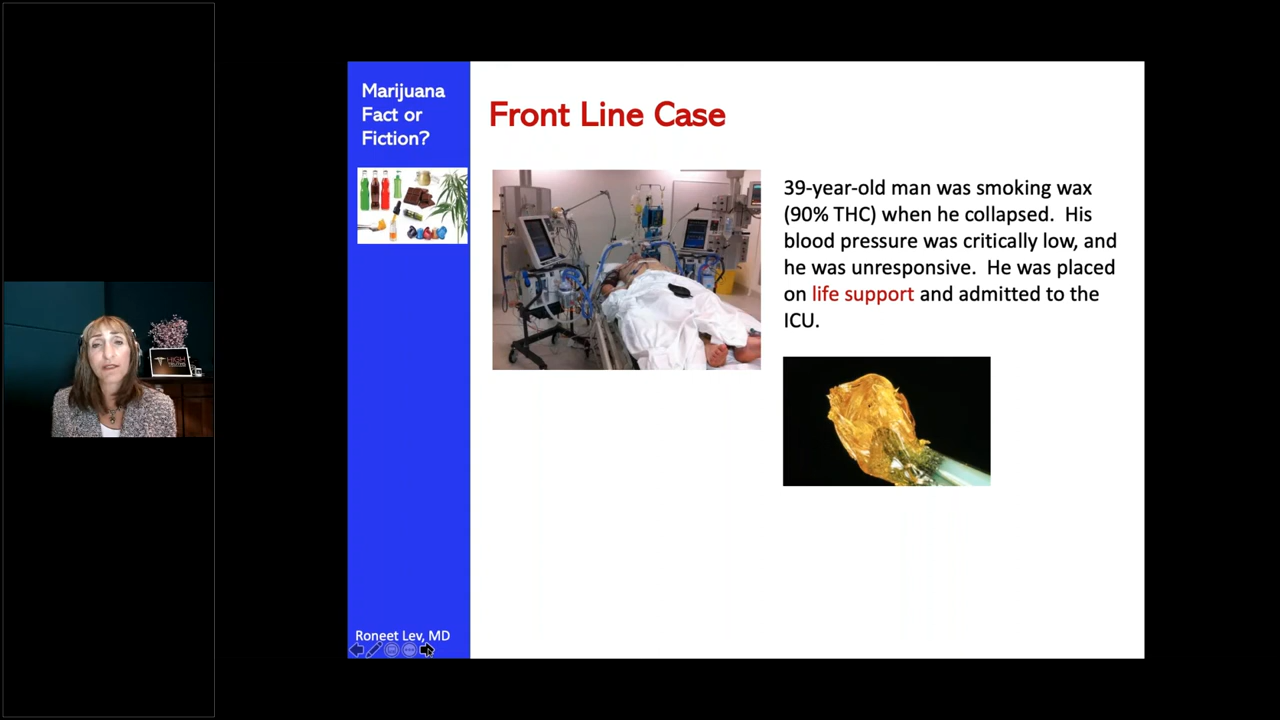 Marijuana
Fact or
Fiction?
Front Line Case
39-year-old man was smoking wax
(90% THC) when he collapsed.  His
blood pressure was critically low, and
he was unresponsive.  He was placed
on life support and admitted to the
ICU.
HIGH
Roneet Lev, MD